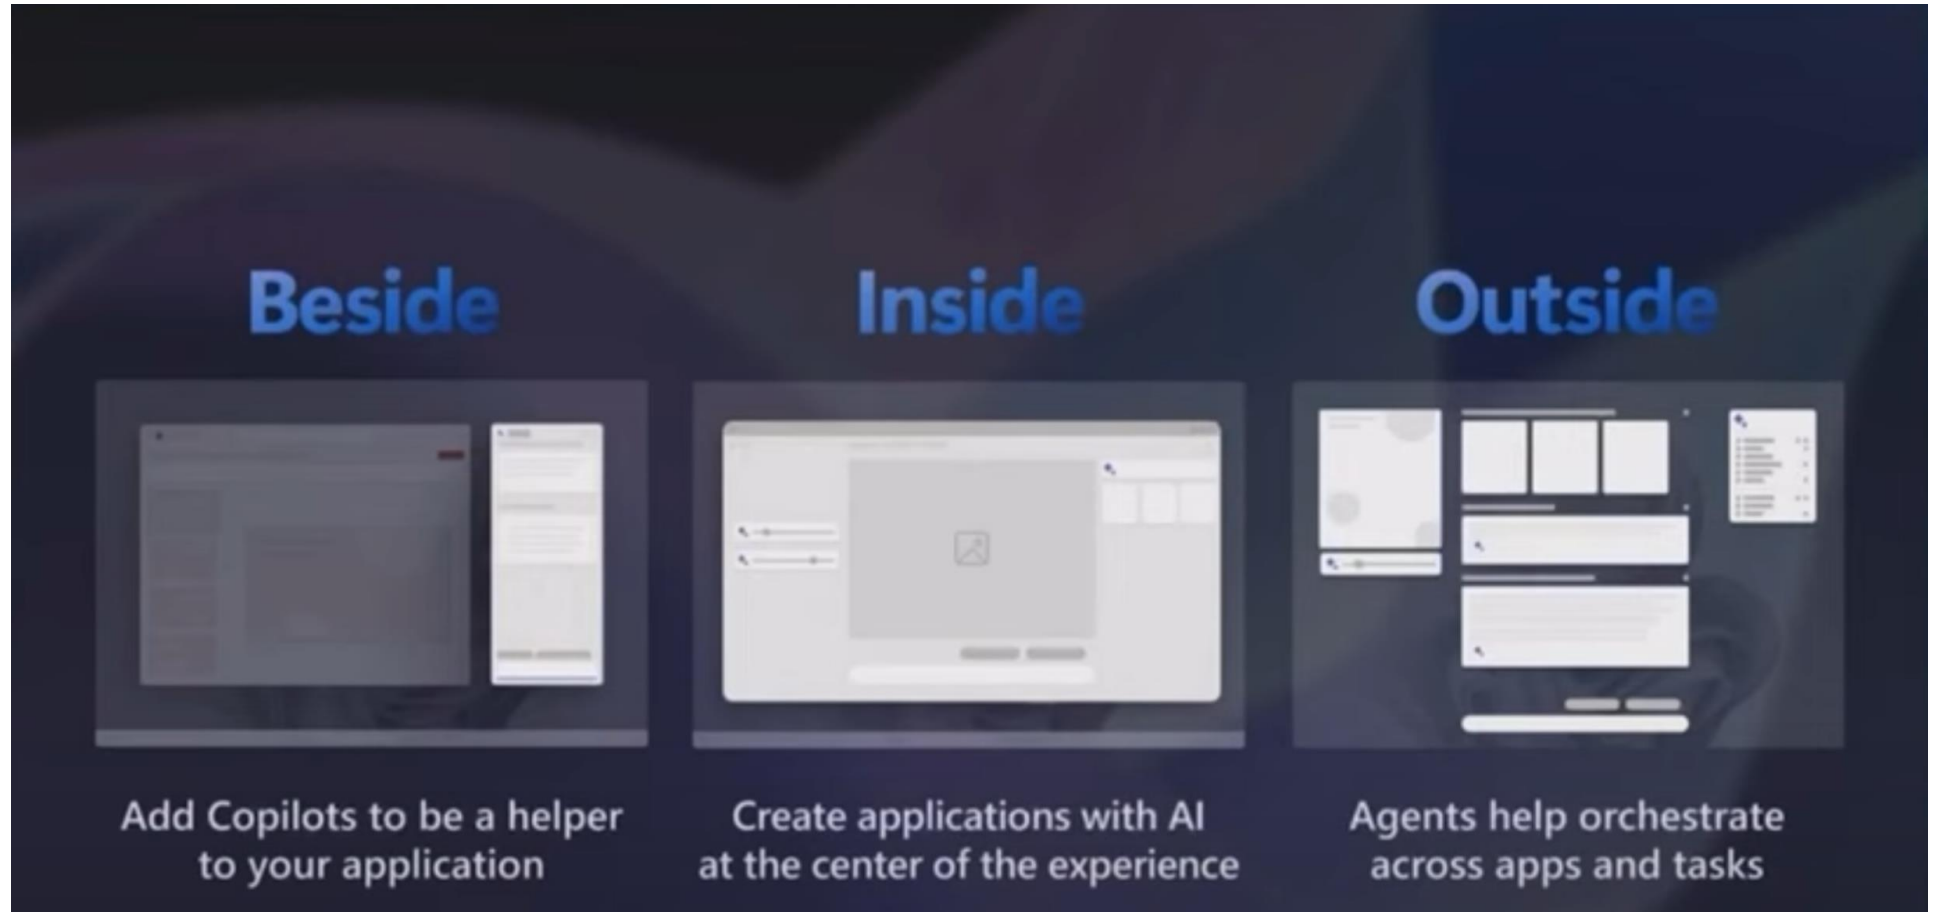 Beside
Inside
Outside
Add Copilots to be a helper
to your application
Create applications with AI
at the center of the experience
Agents help orchestrate
across apps and tasks